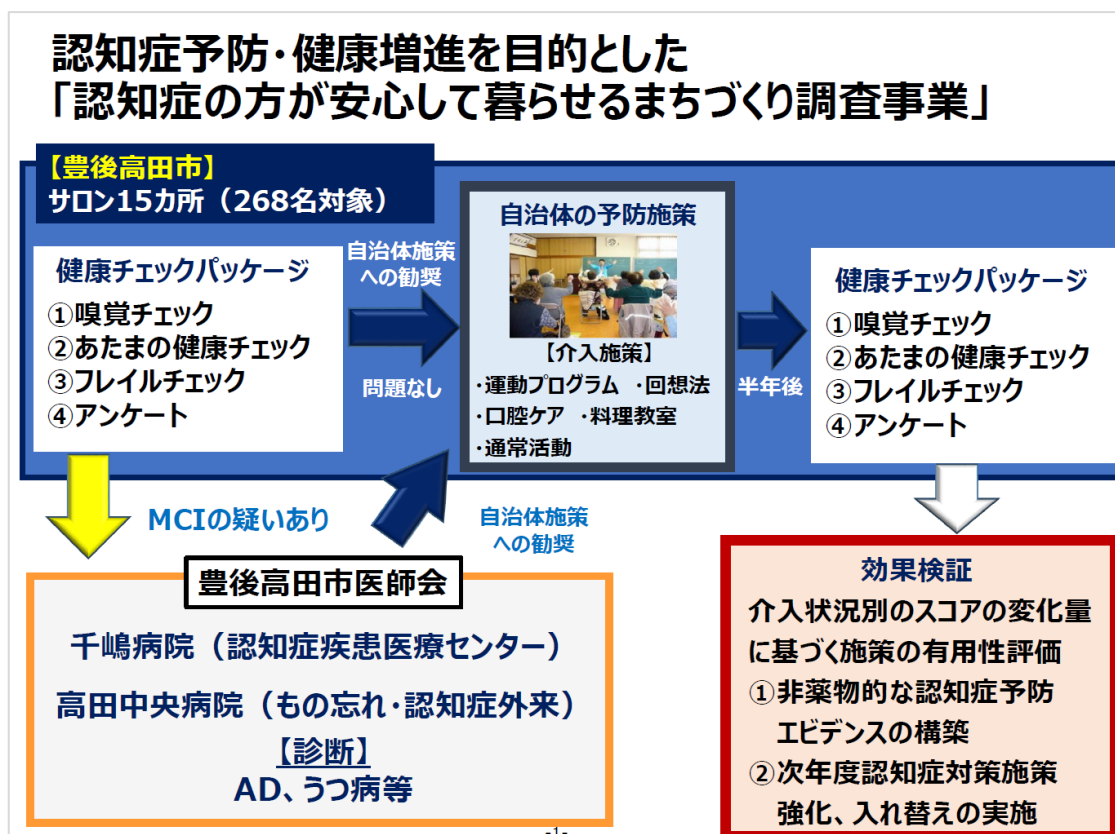 認知症予防・健康増進を目的とした
「認知症の方が安心して暮らせるまちづくり調査事業」
【豊後高田市】
サロン15カ所（268名対象）
健康チェックパッケージ
①嗅覚チェック
②あたまの健康チェック
③フレイルチェック
④アンケート
自治体施策
への勧奨
問題なし
自治体の予防施策
【介入施策】
・運動プログラム ・回想法
・口腔ケア ・料理教室
・通常活動
半年後
健康チェックパッケージ
①嗅覚チェック
②あたまの健康チェック
③フレイルチェック
④アンケート
MCIの疑いあり
自治体施策
への勧奨
豊後高田市医師会
千嶋病院（認知症疾患医療センター）
高田中央病院（もの忘れ・認知症外来）
【診断】
AD、うつ病等
効果検証
介入状況別のスコアの変化量
に基づく施策の有用性評価
①非薬物的な認知症予防
エビデンスの構築
②次年度認知症対策施策
強化、入れ替えの実施
-1-